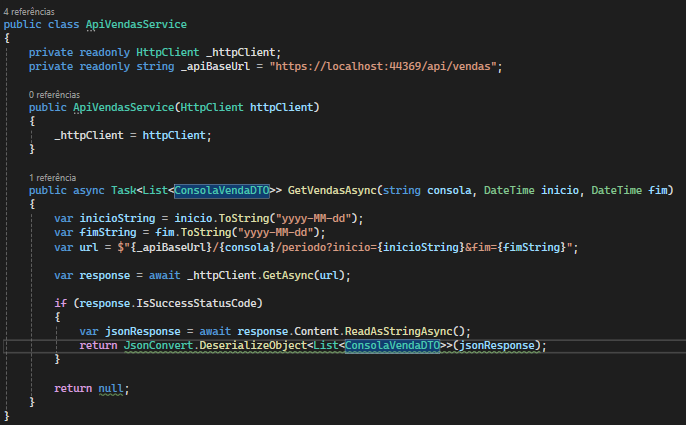 4 referências
public class ApiVendasService
{
private readonly HttpClient _httpClient;
private readonly string _apiBaseUrl = "https://localhost:44369/api/vendas";
0 referências
public ApiVendasService(HttpClient httpClient)
{
_httpClient = httpClient;
}
1 referência
public async Task<List<ConsolaVendaDTO>> GetVendasAsync(string consola, DateTime inicio, DateTime fim)
{
var inicioString = inicio.ToString("yyyy-MM-dd");
var fimString = fim.ToString("yyyy-MM-dd");
var url = $"{_apiBaseUrl}/{consola}/periodo?inicio={inicioString}&fim={fimString}";
var response = await _httpClient.GetAsync(url);
if (response.IsSuccessStatusCode)
{
var jsonResponse = await response.Content.ReadAsStringAsync();
return JsonConvert.DeserializeObject<List<ConsolaVendaDTO>>(jsonResponse);
}
return null;
}
}